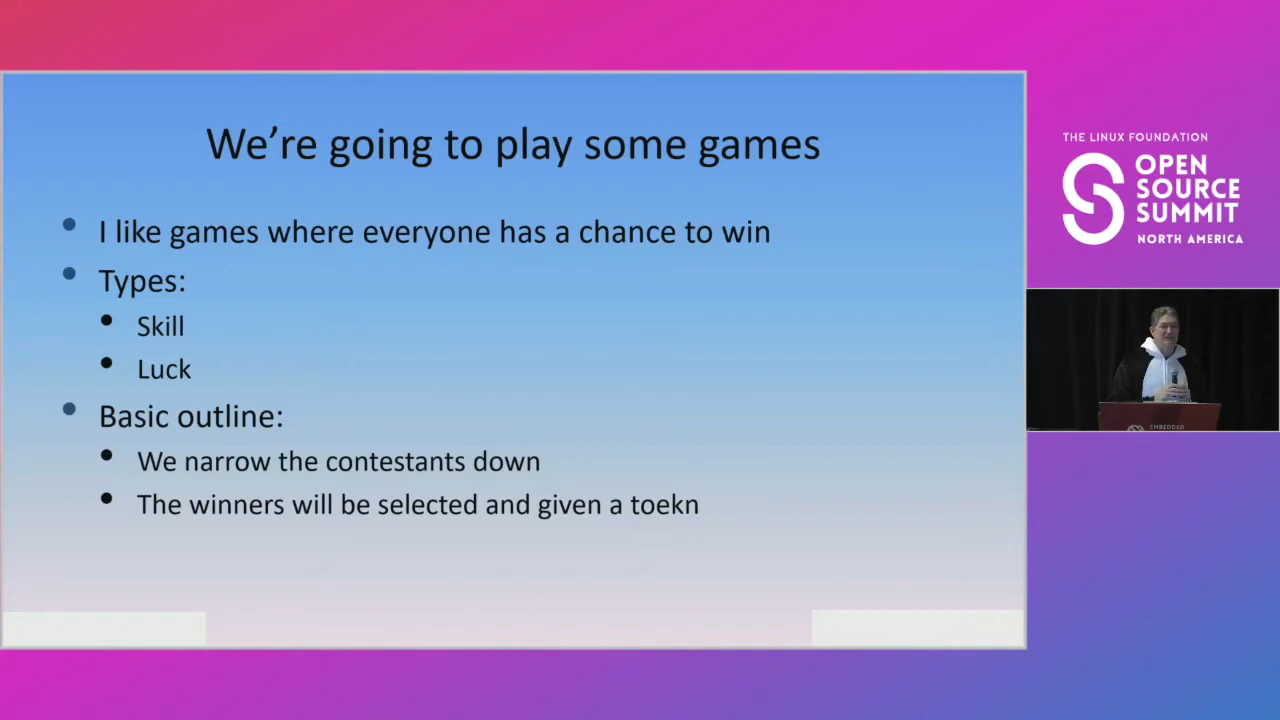 We're going to play some games
I like games where everyone has a chance to win
Types:
Skill
Luck
Basic outline:
We narrow the contestants down
The winners will be selected and given a toekn
THE LINUX FOUNDATION
OPEN
SOURCE
SUMMIT
NORTH AMERICA
EMBEDDED